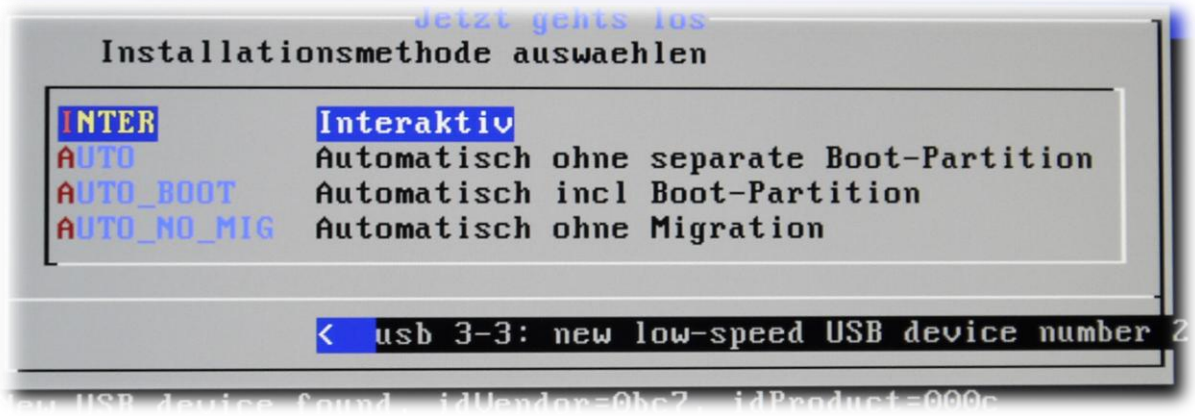 Jetzt gehts los
Installationsmethode auswaehlen
INTER Interaktiv
AUTO Automatisch ohne separate Boot-Partition
AUTO_BOOT Automatisch incl Boot-Partition
AUTO_NO_MIG Automatisch ohne Migration
< usb 3-3: new low-speed USB device number 2
New USB device found, idVendor=0bc7, idProduct=000c